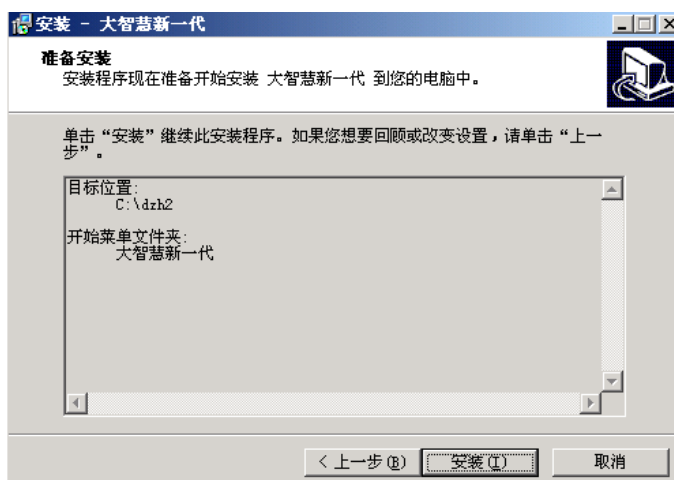 安装 - 大智慧新一代
准备安装
安装程序现在准备开始安装 大智慧新一代 到您的电脑中。
单击“安装”继续此安装程序。如果您想要回顾或改变设置，请单击“上一
步”。
目标位置:
C:\dzh2
开始菜单文件夹:
大智慧新一代
< 上一步(B) 安装(I) 取消